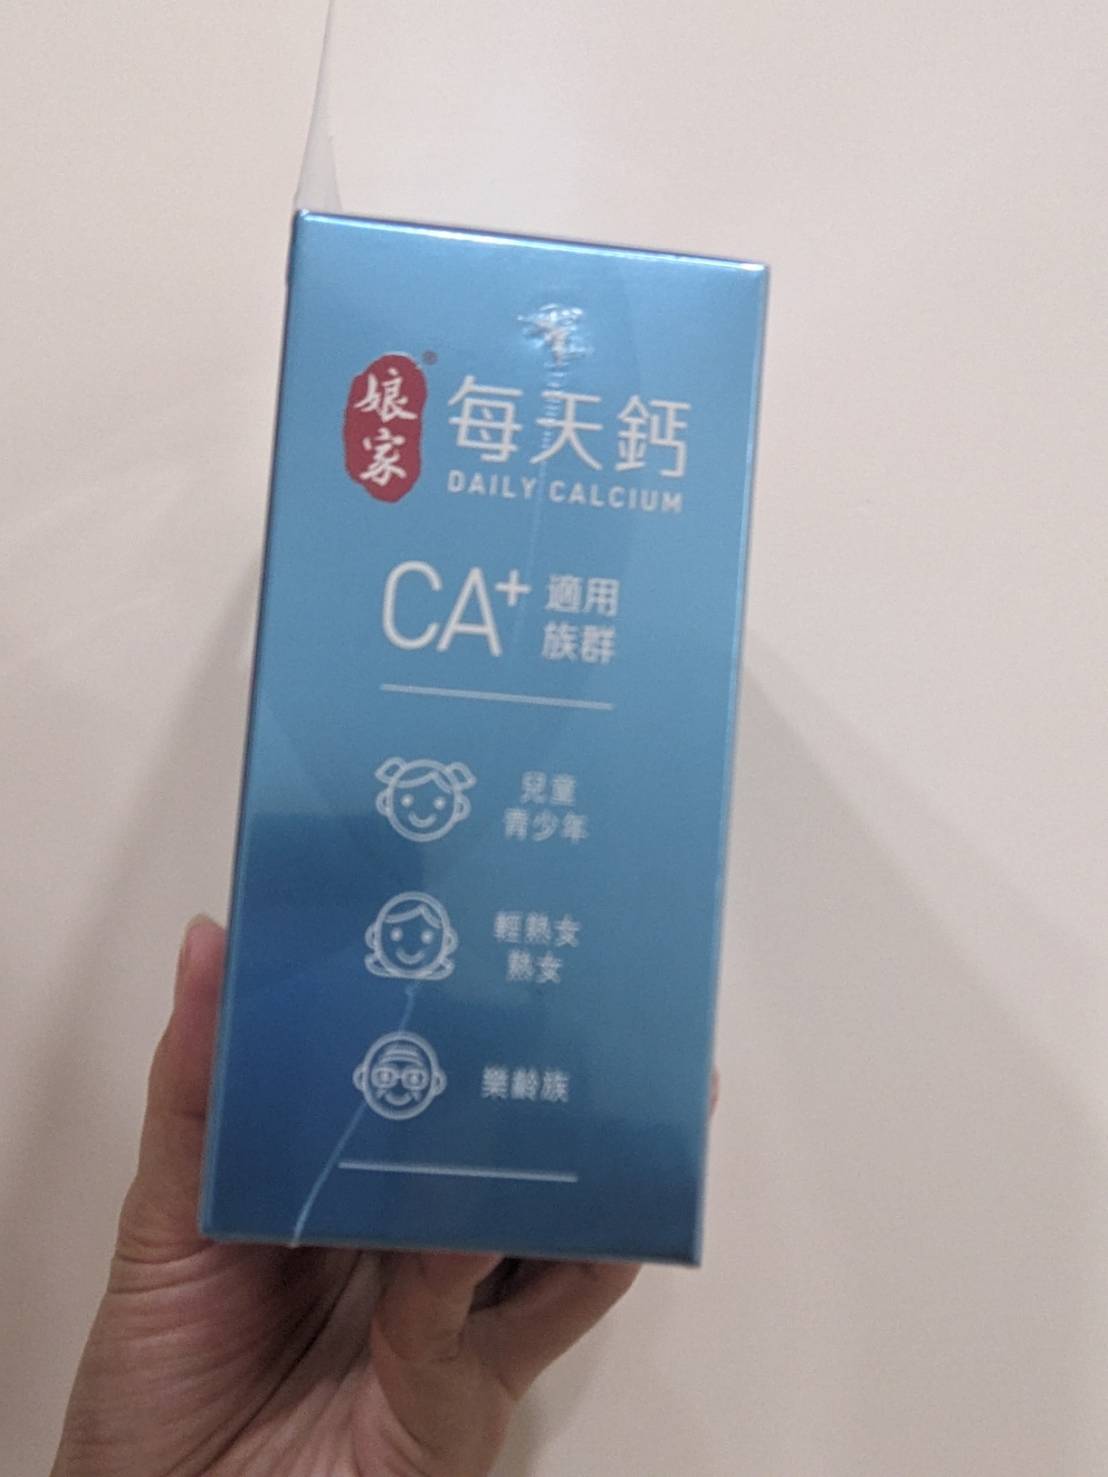 娘家®
每天鈣
DAILY CALCIUM
CA+ 適用
族群
兒童
青少年
輕熟女
熟女
樂齡族